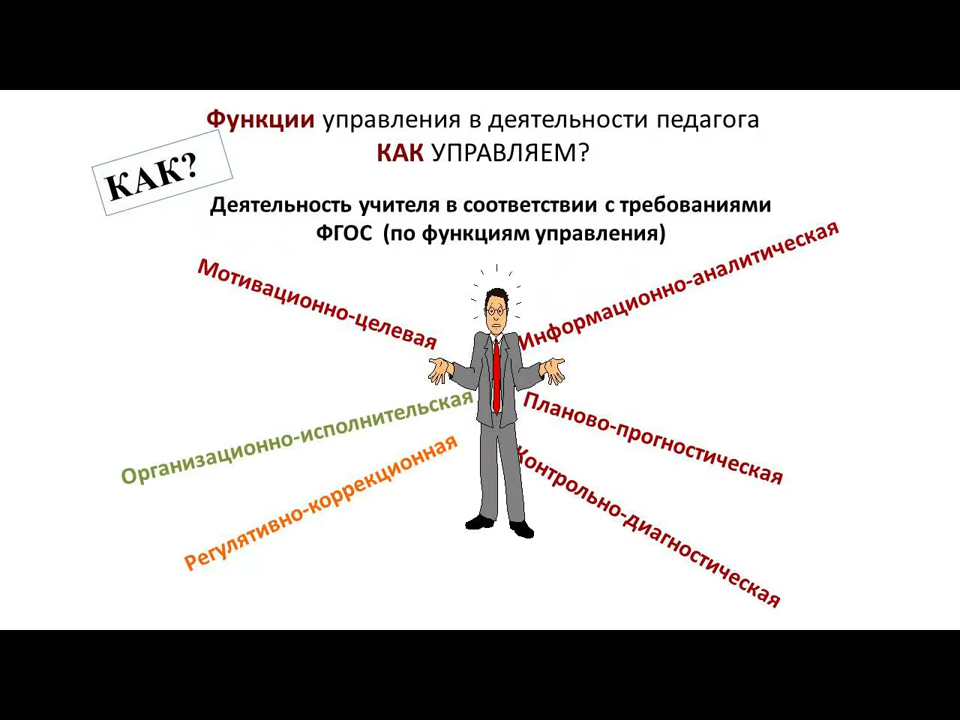 Функции управления в деятельности педагога
КАК УПРАВЛЯЕМ?
КАК?
Деятельность учителя в соответствии с требованиями
ФГОС (по функциям управления)
Мотивационно-целевая
Информационно-аналитическая
Организационно-исполнительская
Планово-прогностическая
Регулятивно-коррекционная
Контрольно-диагностическая